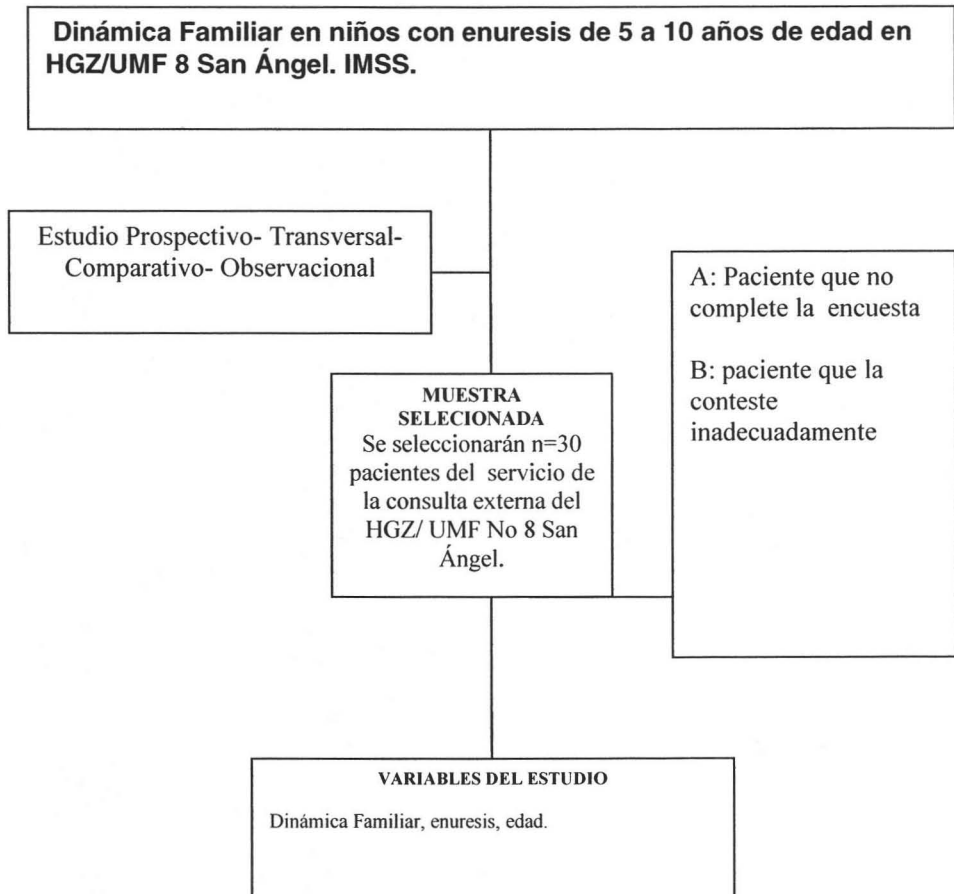 Dinámica Familiar en niños con enuresis de 5 a 10 años de edad en
HGZ/UMF 8 San Ángel. IMSS.
Estudio Prospectivo- Transversal-
Comparativo- Observacional
A: Paciente que no
complete la encuesta
B: paciente que la
conteste
inadecuadamente
MUESTRA
SELECIONADA
Se seleccionarán n=30
pacientes del servicio de
la consulta externa del
HGZ/ UMF No 8 San
Ángel.
VARIABLES DEL ESTUDIO
Dinámica Familiar, enuresis, edad.